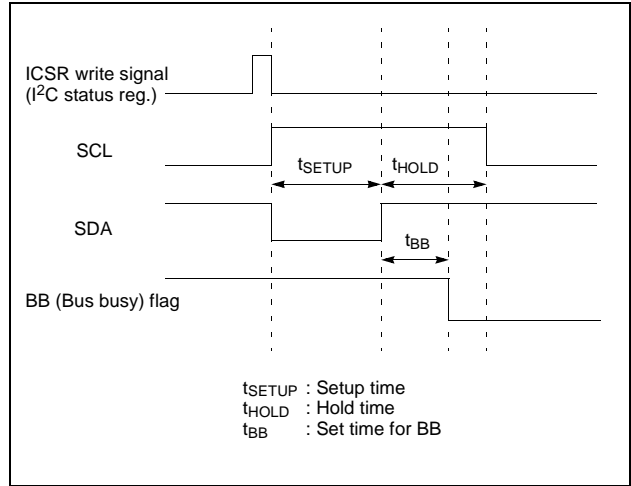 ICSR write signal
(I2C status reg.)
SCL
tSETUP tHOLD
SDA
tBB
BB (Bus busy) flag
tSETUP : Setup time
tHOLD : Hold time
tBB : Set time for BB